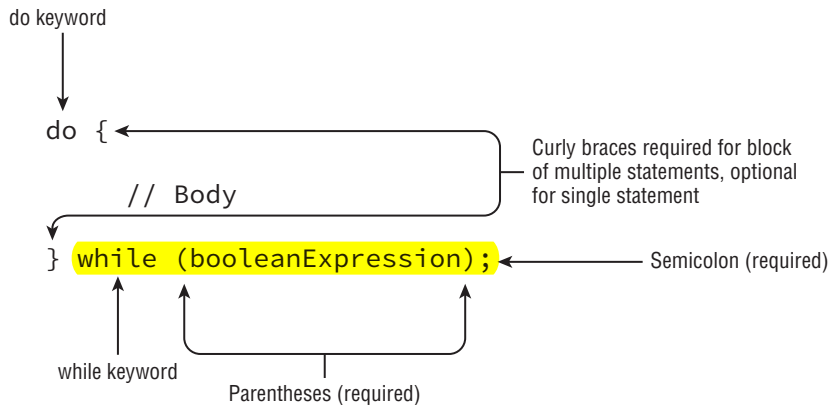 do keyword
do {
Curly braces required for block
of multiple statements, optional
for single statement
// Body
} while (booleanExpression);
Semicolon (required)
while keyword
Parentheses (required)